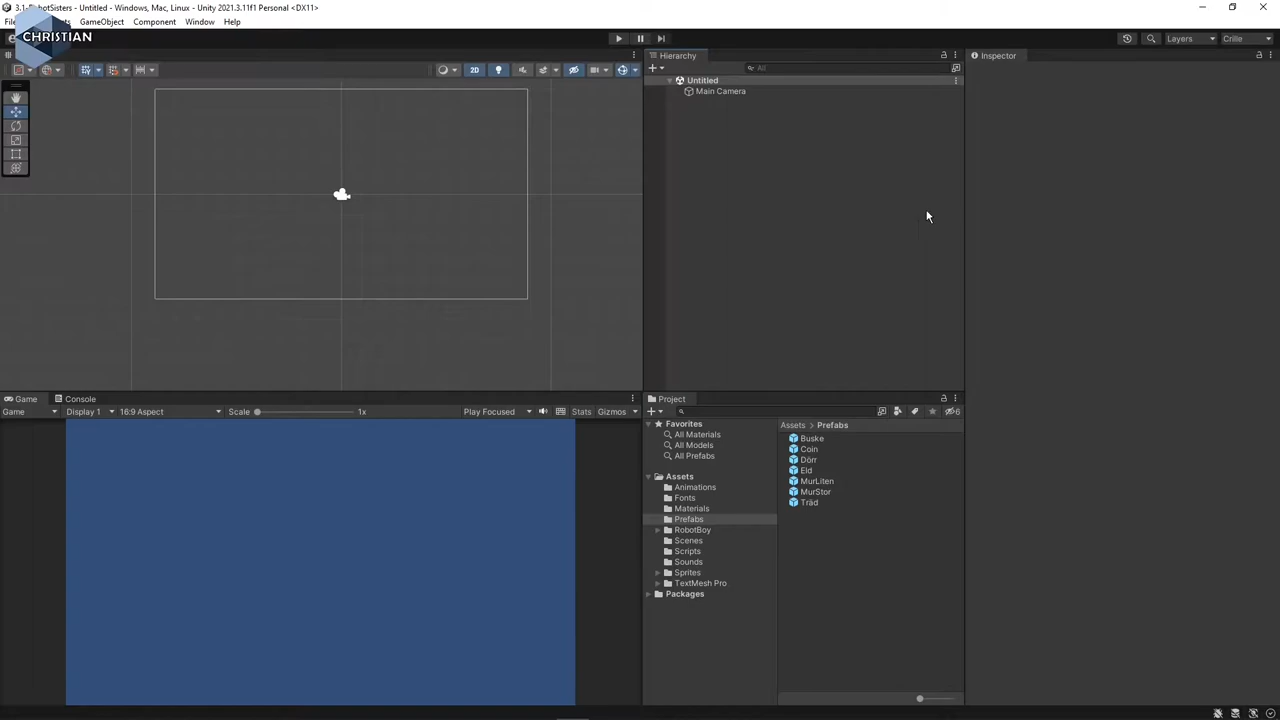 3.1-RobotSisters - Untitled - Windows, Mac, Linux - Unity 2021.3.11f1 Personal <DX11>
GameObject Component Window Help
CHRISTIAN
Layers Crille
Hierarchy
Inspector
2D
All
Untitled
Main Camera
Game Console
Project
Game Display 1 16:9 Aspect Scale 1x Play Focused Stats Gizmos
6
Favorites
All Materials
All Models
All Prefabs
Assets
Animations
Fonts
Materials
Prefabs
RobotBoy
Scenes
Scripts
Sounds
Sprites
TextMesh Pro
Packages
Assets > Prefabs
Buske
Coin
Dörr
Eld
MurLiten
MurStor
Träd